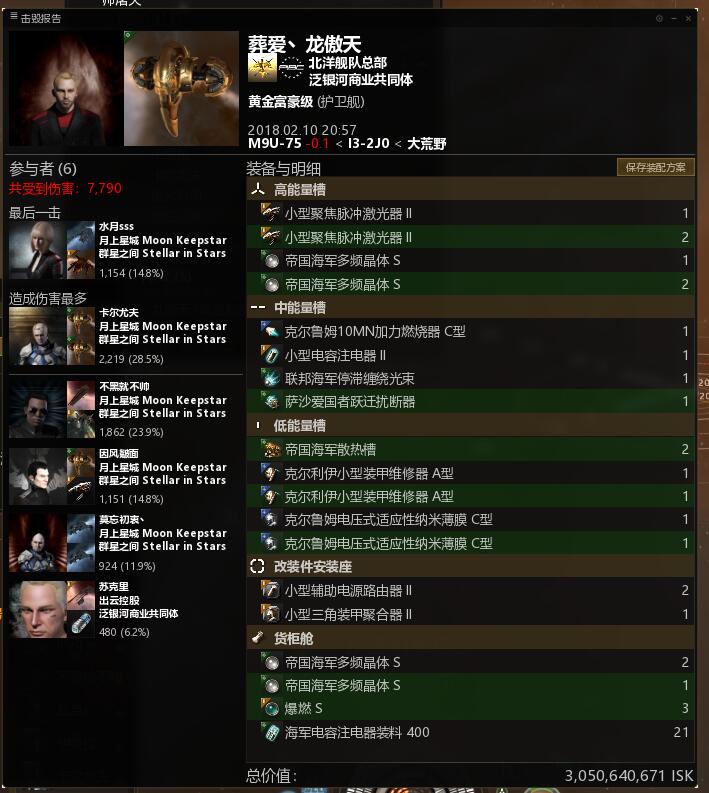 击毁报告
葬爱丶龙傲天
北洋舰队总部
泛银河商业共同体
黄金富豪级 (护卫舰)
2018.02.10 20:57
M9U-75 -0.1 < I3-2J0 < 大荒野
参与者 (6)
共受到伤害: 7,790
最后一击
水月sss
月上星城 Moon Keepstar
群星之间 Stellar in Stars
1,154 (14.8%)
造成伤害最多
卡尔尤夫
月上星城 Moon Keepstar
群星之间 Stellar in Stars
2,219 (28.5%)
不黑就不帅
月上星城 Moon Keepstar
群星之间 Stellar in Stars
1,862 (23.9%)
因风皺面
月上星城 Moon Keepstar
群星之间 Stellar in Stars
1,151 (14.8%)
莫忘初衷丶
月上星城 Moon Keepstar
群星之间 Stellar in Stars
924 (11.9%)
苏克里
出云控股
泛银河商业共同体
480 (6.2%)
装备与明细
保存装配方案
高能量槽
小型聚焦脉冲激光器 II 1
小型聚焦脉冲激光器 II 2
帝国海军多频晶体 S 1
帝国海军多频晶体 S 2
中能量槽
克尔鲁姆10MN加力燃烧器 C型 1
小型电容注电器 II 1
联邦海军停滞缠绕光束 1
萨沙爱国者跃迁扰断器 1
低能量槽
帝国海军散热槽 2
克尔利伊小型装甲维修器 A型 1
克尔利伊小型装甲维修器 A型 1
克尔鲁姆电压式适应性纳米薄膜 C型 1
克尔鲁姆电压式适应性纳米薄膜 C型 1
改装件安装座
小型辅助电源路由器 II 2
小型三角装甲聚合器 II 1
货柜舱
帝国海军多频晶体 S 2
帝国海军多频晶体 S 1
爆燃 S 3
海军电容注电器装料 400 21
总价值: 3,050,640,671 ISK